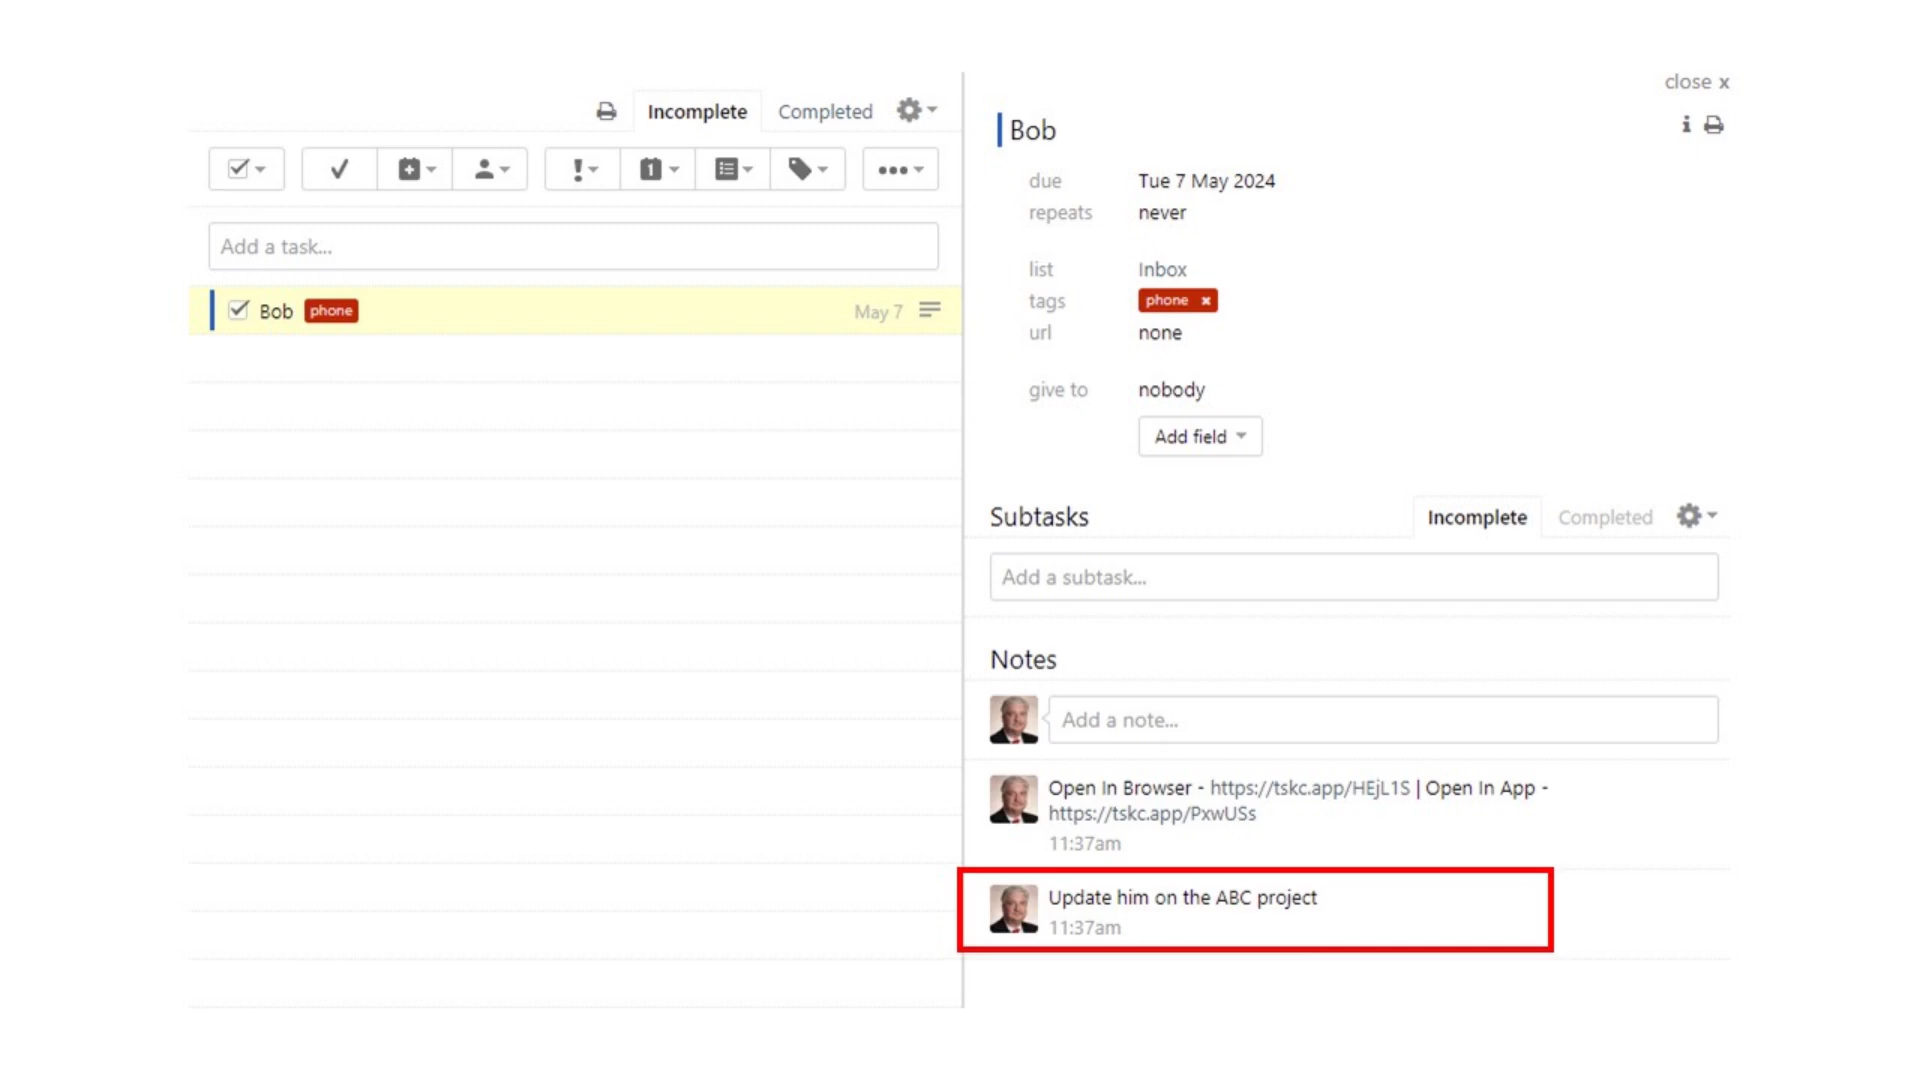 Incomplete Completed
Add a task...
Bob phone May 7
close x
Bob
due Tue 7 May 2024
repeats never
list Inbox
tags phone x
url none
give to nobody
Add field
Subtasks Incomplete Completed
Add a subtask...
Notes
Add a note...
Open In Browser - https://tskc.app/HEjL1S | Open In App -
https://tskc.app/PxwUSs
11:37am
Update him on the ABC project
11:37am